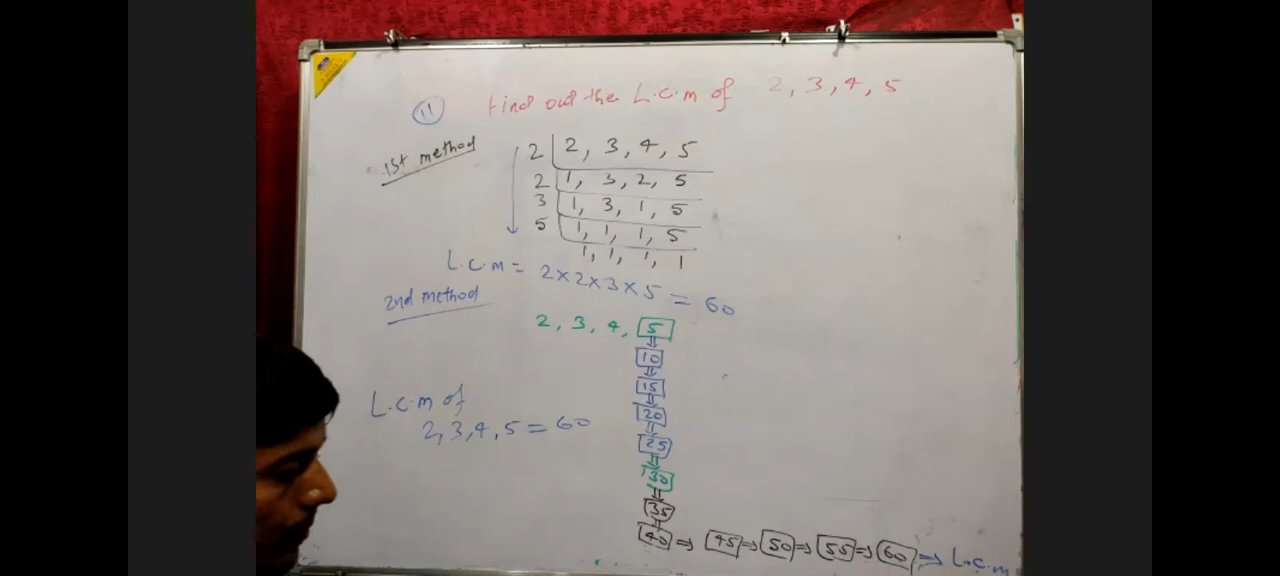 11 Find out the L.C.M of 2, 3, 4, 5
1st method
2 | 2, 3, 4, 5
2 | 1, 3, 2, 5
3 | 1, 3, 1, 5
5 | 1, 1, 1, 5
1, 1, 1, 1
L.C.M = 2×2×3×5 = 60
2nd method
2, 3, 4, 5
⇓
10
⇓
15
⇓
20
⇓
25
⇓
30
⇓
35
⇓
40 ⇒ 45 ⇒ 50 ⇒ 55 ⇒ 60 ⇒ L.C.M
L.C.M of
2,3,4,5 = 60